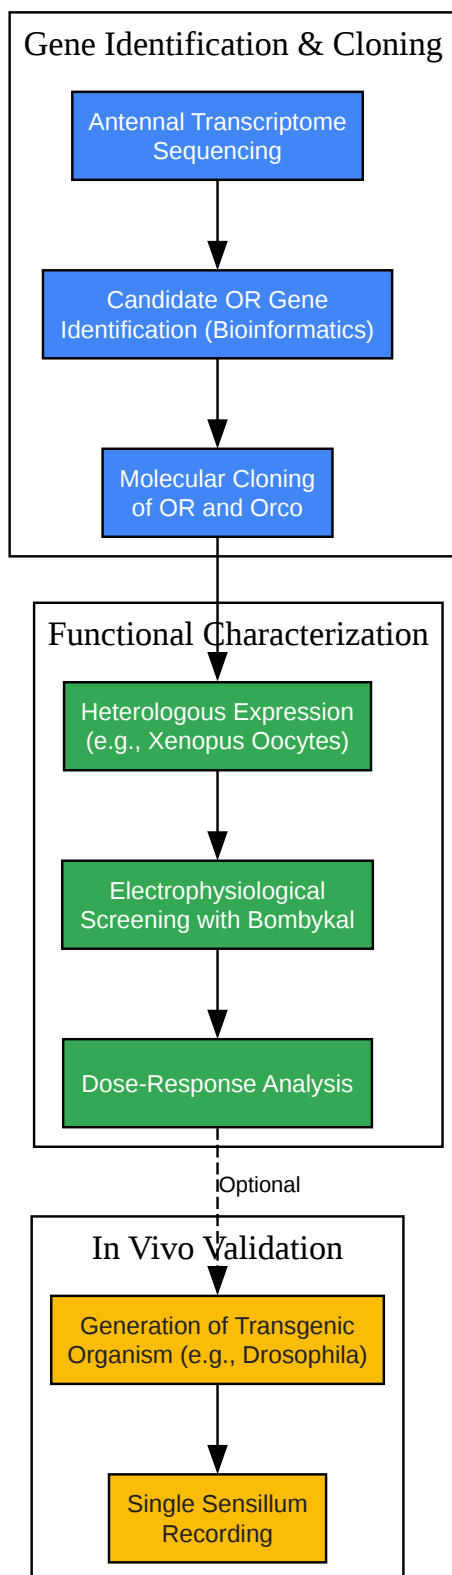 Gene Identification & Cloning
Antennal Transcriptome
Sequencing
Candidate OR Gene
Identification (Bioinformatics)
Molecular Cloning
of OR and Orco
Functional Characterization
Heterologous Expression
(e.g., Xenopus Oocytes)
Electrophysiological
Screening with Bombykal
Dose-Response Analysis
Optional
In Vivo Validation
Generation of Transgenic
Organism (e.g., Drosophila)
Single Sensillum
Recording